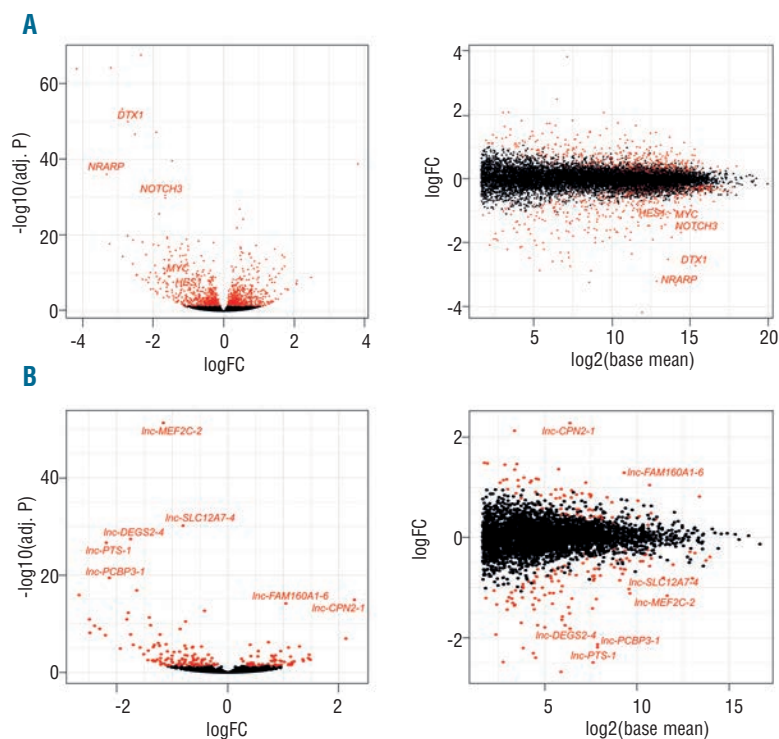 A
-log10(adj. P)
60
40
20
0
DTX1
NRARP
NOTCH3
MYC
HES1
-4
-2
0
2
4
logFC
logFC
4
2
0
-2
-4
HES1
MYC
NOTCH3
DTX1
NRARP
5
10
15
20
log2(base mean)
B
-log10(adj. P)
40
20
0
lnc-MEF2C-2
lnc-SLC12A7-4
lnc-DEGS2-4
lnc-PTS-1
lnc-PCBP3-1
lnc-FAM160A1-6
lnc-CPN2-1
-2
0
2
logFC
logFC
2
0
-2
lnc-CPN2-1
lnc-FAM160A1-6
lnc-SLC12A7-4
lnc-MEF2C-2
lnc-DEGS2-4
lnc-PCBP3-1
lnc-PTS-1
5
10
15
log2(base mean)